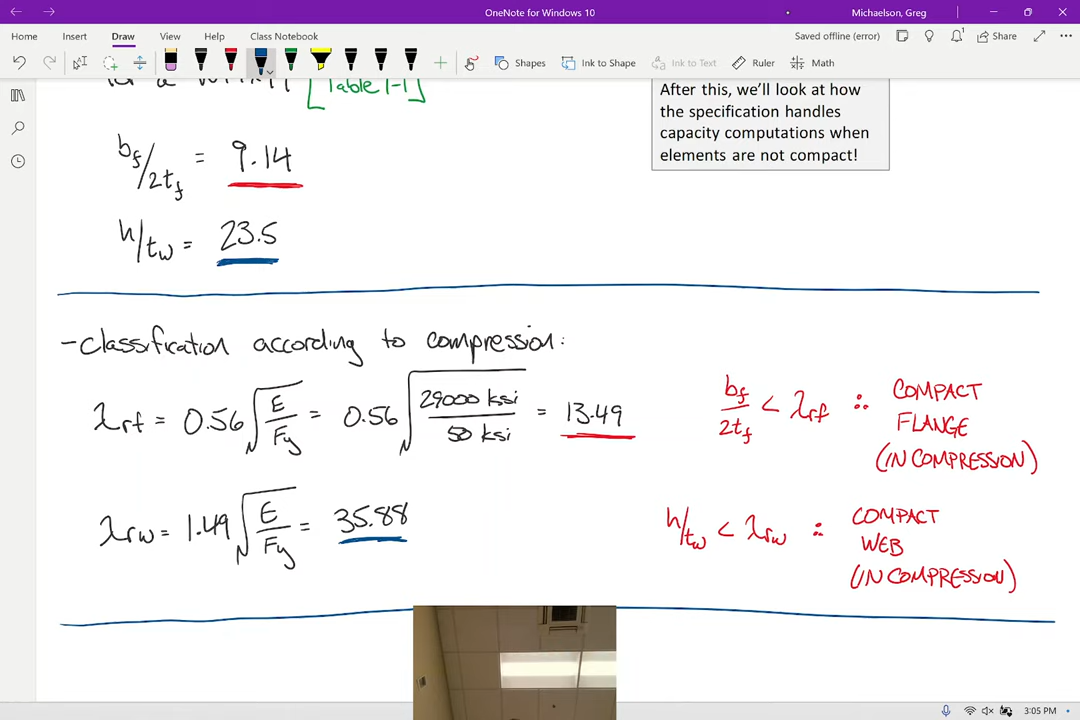 OneNote for Windows 10
Michaelson, Greg
Home Insert Draw View Help Class Notebook
Saved offline (error)
Share
Shapes
Ink to Shape
Ink to Text
Ruler
Math
for a
[Table 1-1]
After this, we'll look at how
the specification handles
capacity computations when
elements are not compact!
bf/2tf = 9.14
h/tw = 23.5
-classification according to compression:
λrf = 0.56 √(E/Fy) = 0.56 √(29000 ksi/50 ksi) = 13.49
bf/2tf < λrf ∴ COMPACT
FLANGE
(IN COMPRESSION)
λrw = 1.49 √(E/Fy) = 35.88
h/tw < λrw ∴ COMPACT
WEB
(IN COMPRESSION)
3:05 PM